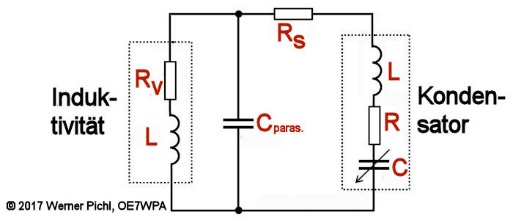 R_S
R_V
L
Induk-
tivität
L
C_paras.
Konden-
sator
R
L
C
© 2017 Werner Pichl, OE7WPA